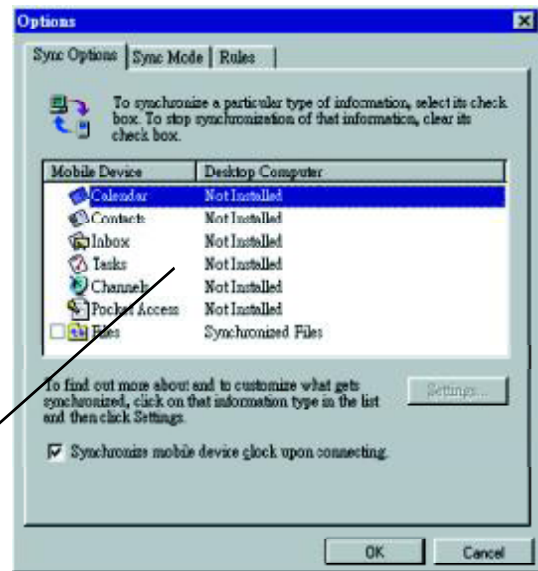 Options
Sync Options Sync Mode Rules
To synchronize a particular type of information, select its check
box. To stop synchronization of that information, clear its
check box.
Mobile Device Desktop Computer
Calendar Not Installed
Contacts Not Installed
Inbox Not Installed
Tasks Not Installed
Channels Not Installed
Pocket Access Not Installed
Files Synchronized Files
To find out more about and to customize what gets
synchronized, click on that information type in the list
and then click Settings.
Settings...
Synchronize mobile device clock upon connecting.
OK Cancel